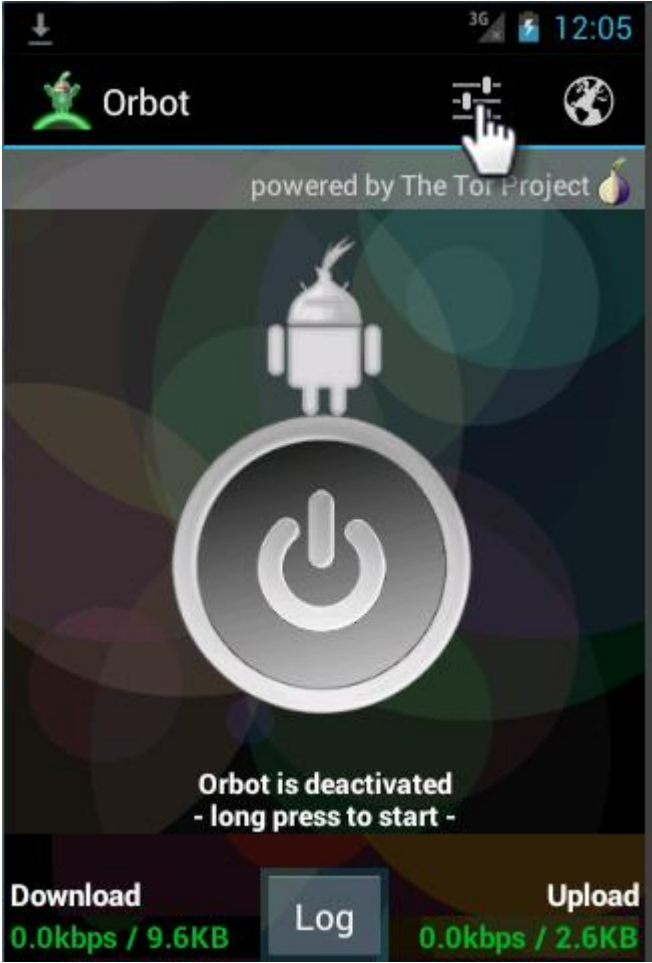 3G 12:05
Orbot
powered by The Tor Project
Orbot is deactivated
- long press to start -
Download
0.0kbps / 9.6KB
Log
Upload
0.0kbps / 2.6KB